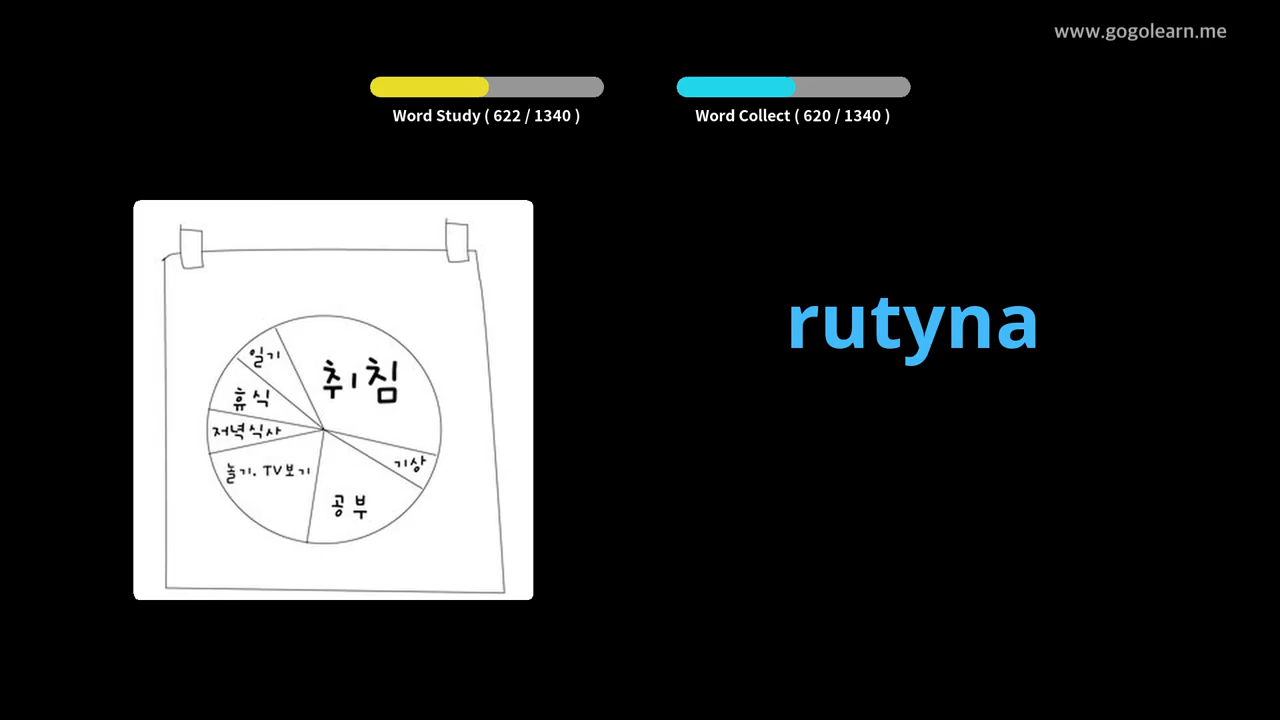 www.gogolearn.me
Word Study ( 622 / 1340 )
Word Collect ( 620 / 1340 )
일기
취침
휴식
저녁식사
기상
놀기. TV보기
공부
rutyna